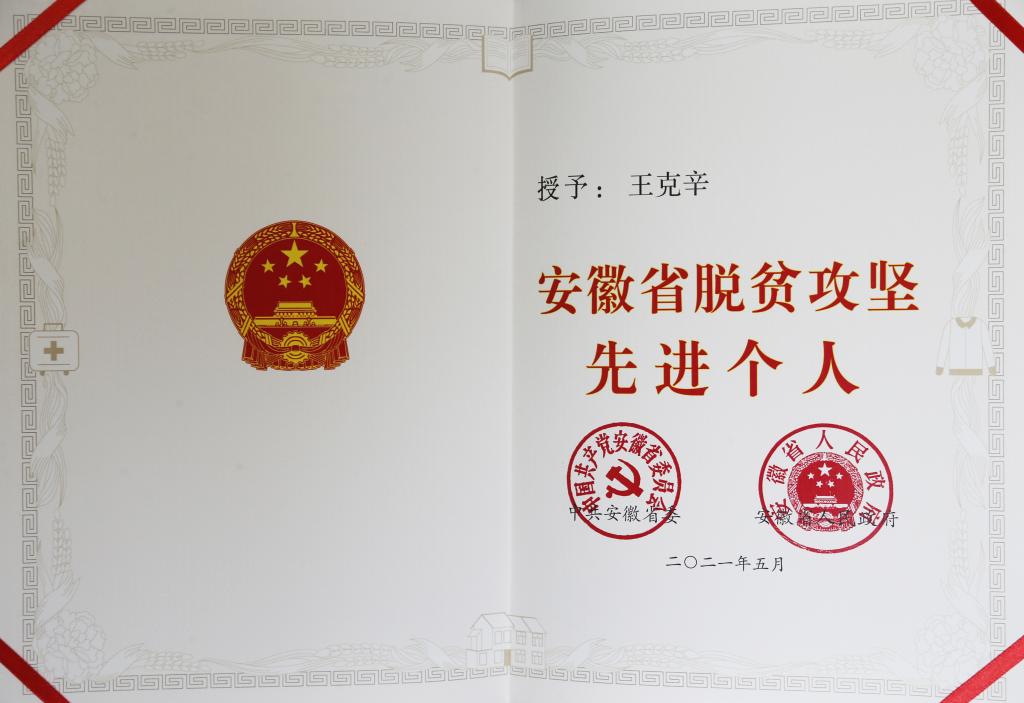 授予：王克辛
安徽省脱贫攻坚
先进个人
中国共产党安徽省委员会
安徽省人民政府
中共安徽省委
安徽省人民政府
二〇二一年五月